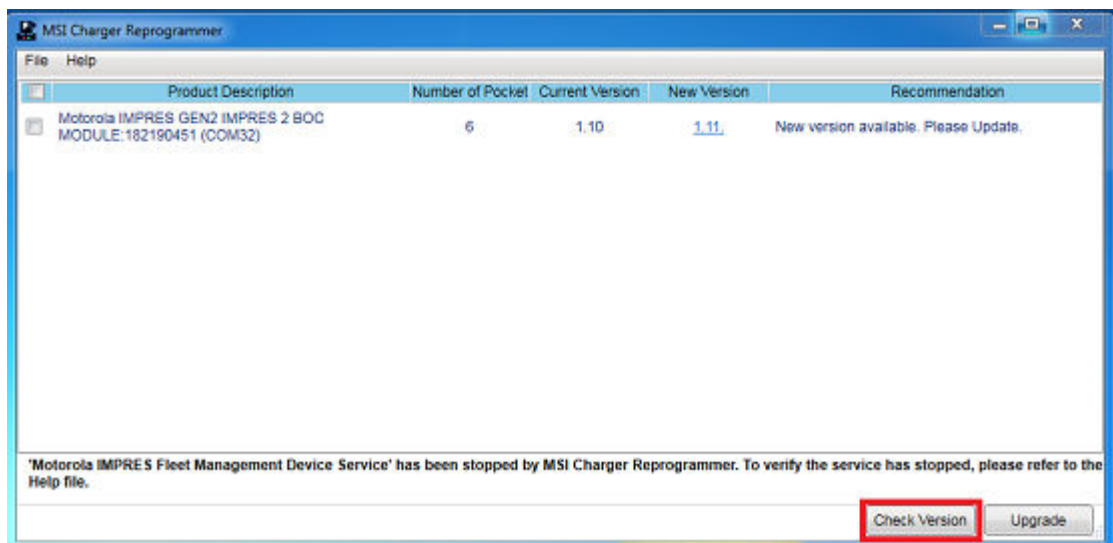 MSI Charger Reprogrammer
File Help
Product Description Number of Pocket Current Version New Version Recommendation
Motorola IMPRES GEN2 IMPRES 2 BOC
MODULE:182190451 (COM32) 6 1.10 1.11. New version available. Please Update.
'Motorola IMPRES Fleet Management Device Service' has been stopped by MSI Charger Reprogrammer. To verify the service has stopped, please refer to the
Help file.
Check Version Upgrade